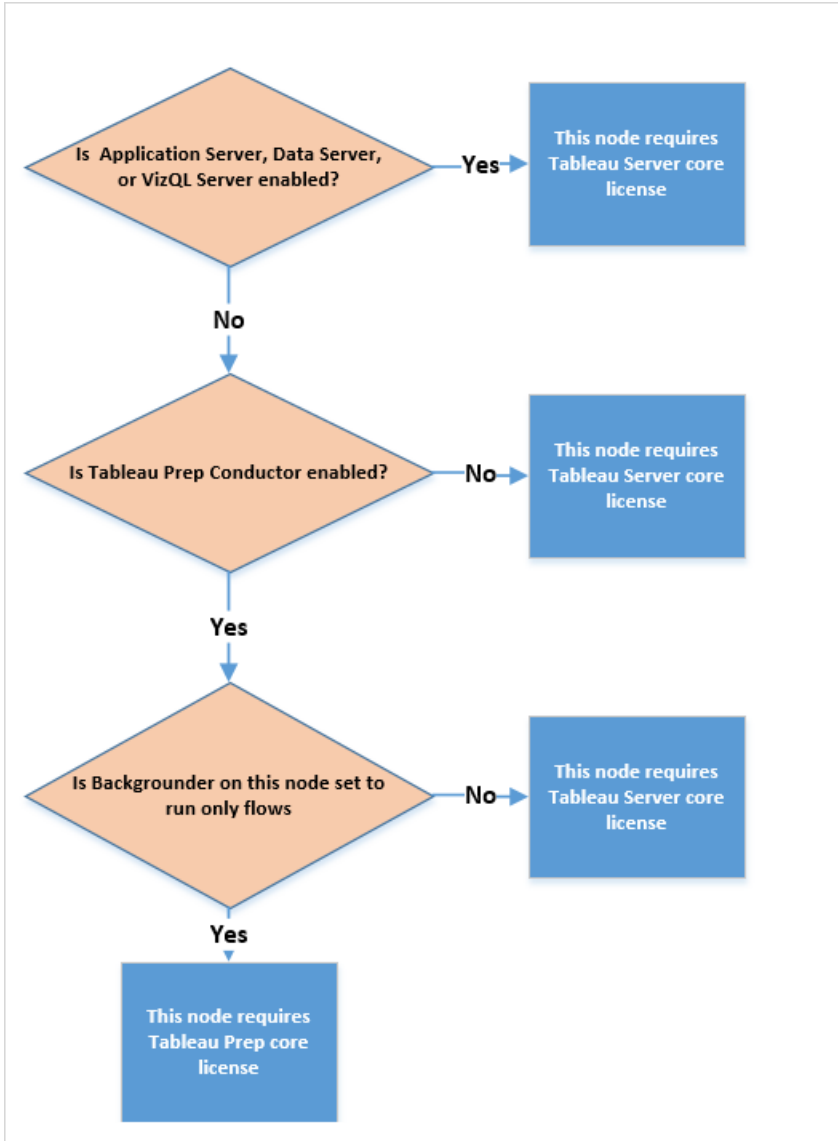 Is Application Server, Data Server,
or VizQL Server enabled?
Yes
This node requires
Tableau Server core
license
No
Is Tableau Prep Conductor enabled?
No
This node requires
Tableau Server core
license
Yes
Is Backgrounder on this node set to
run only flows
No
This node requires
Tableau Server core
license
Yes
This node requires
Tableau Prep core
license